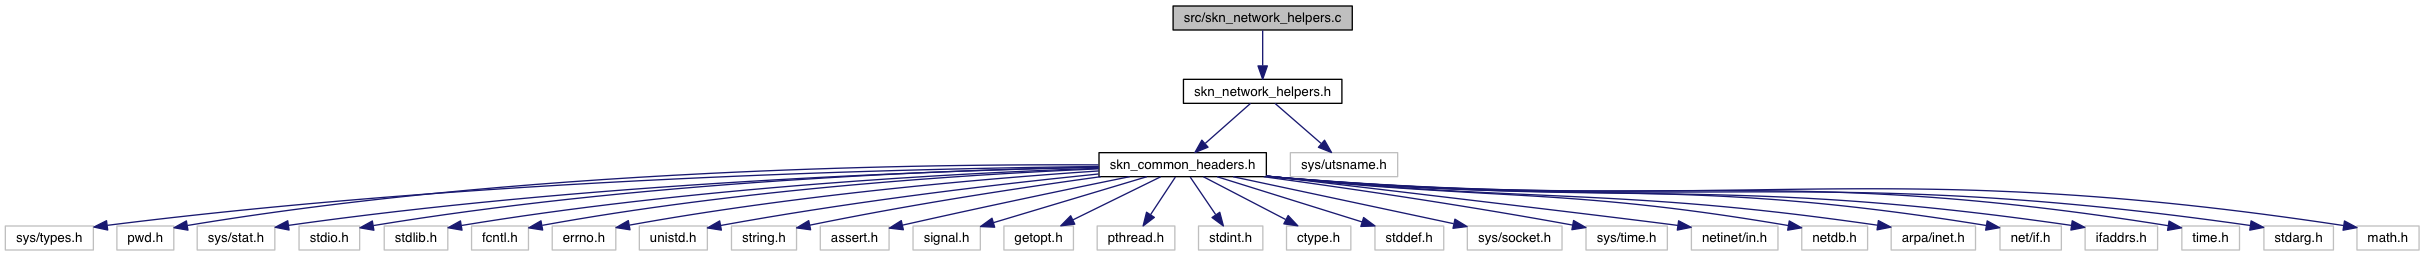 src/skn_network_helpers.c
skn_network_helpers.h
skn_common_headers.h
sys/utsname.h
sys/types.h
pwd.h
sys/stat.h
stdio.h
stdlib.h
fcntl.h
errno.h
unistd.h
string.h
assert.h
signal.h
getopt.h
pthread.h
stdint.h
ctype.h
stddef.h
sys/socket.h
sys/time.h
netinet/in.h
netdb.h
arpa/inet.h
net/if.h
ifaddrs.h
time.h
stdarg.h
math.h